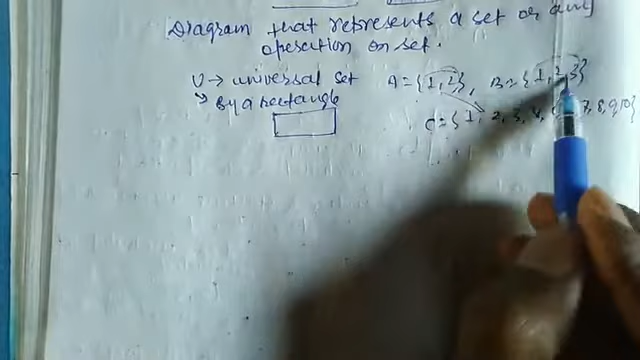 Diagram that represents a set or any
operation on set.
U → universal set A = {1, 2}, B = {1, 2, 3}
↳ by a rectangle
C = {1, 2, 3, 4, 7, 8, 9, 10}